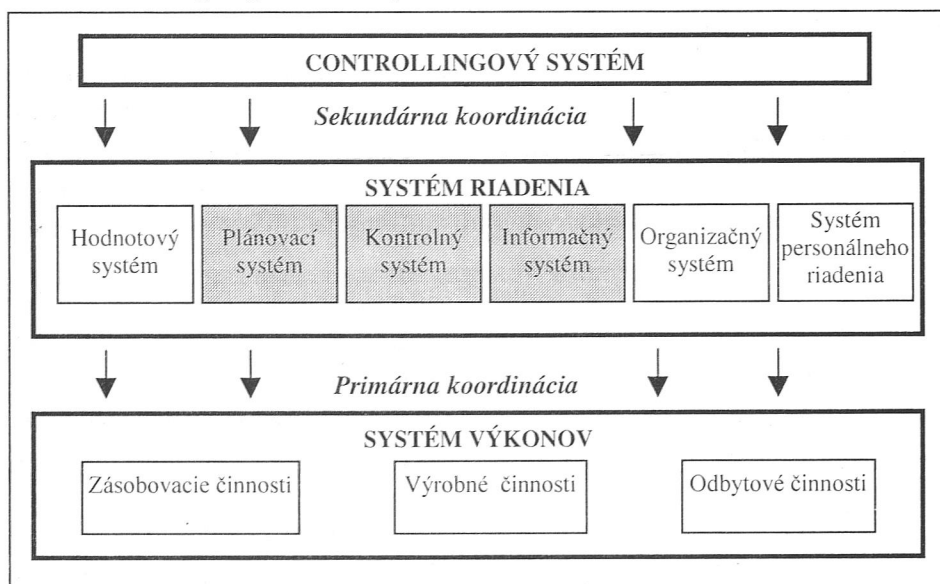 CONTROLLINGOVÝ SYSTÉM
Sekundárna koordinácia
SYSTÉM RIADENIA
Hodnotový
systém
Plánovací
systém
Kontrolný
systém
Informačný
systém
Organizačný
systém
Systém
personálneho
riadenia
Primárna koordinácia
SYSTÉM VÝKONOV
Zásobovacie činnosti
Výrobné činnosti
Odbytové činnosti